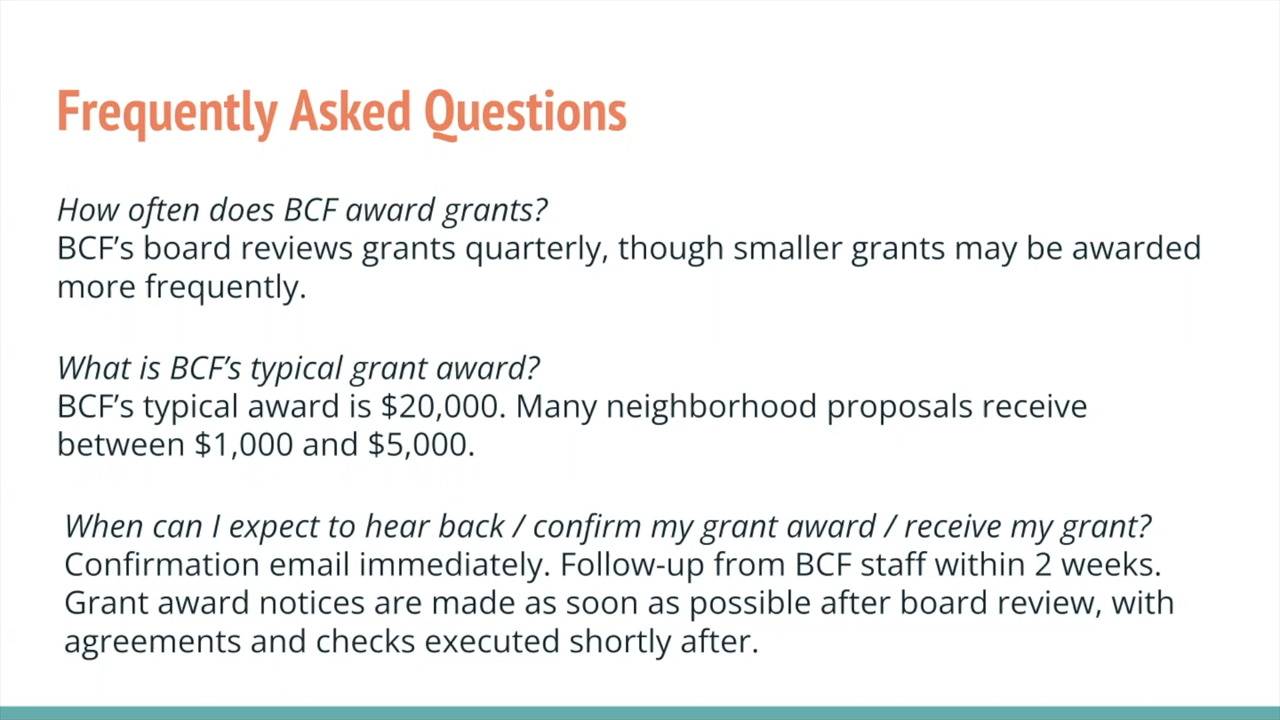 Frequently Asked Questions
How often does BCF award grants?
BCF’s board reviews grants quarterly, though smaller grants may be awarded
more frequently.
What is BCF’s typical grant award?
BCF’s typical award is $20,000. Many neighborhood proposals receive
between $1,000 and $5,000.
When can I expect to hear back / confirm my grant award / receive my grant?
Confirmation email immediately. Follow-up from BCF staff within 2 weeks.
Grant award notices are made as soon as possible after board review, with
agreements and checks executed shortly after.